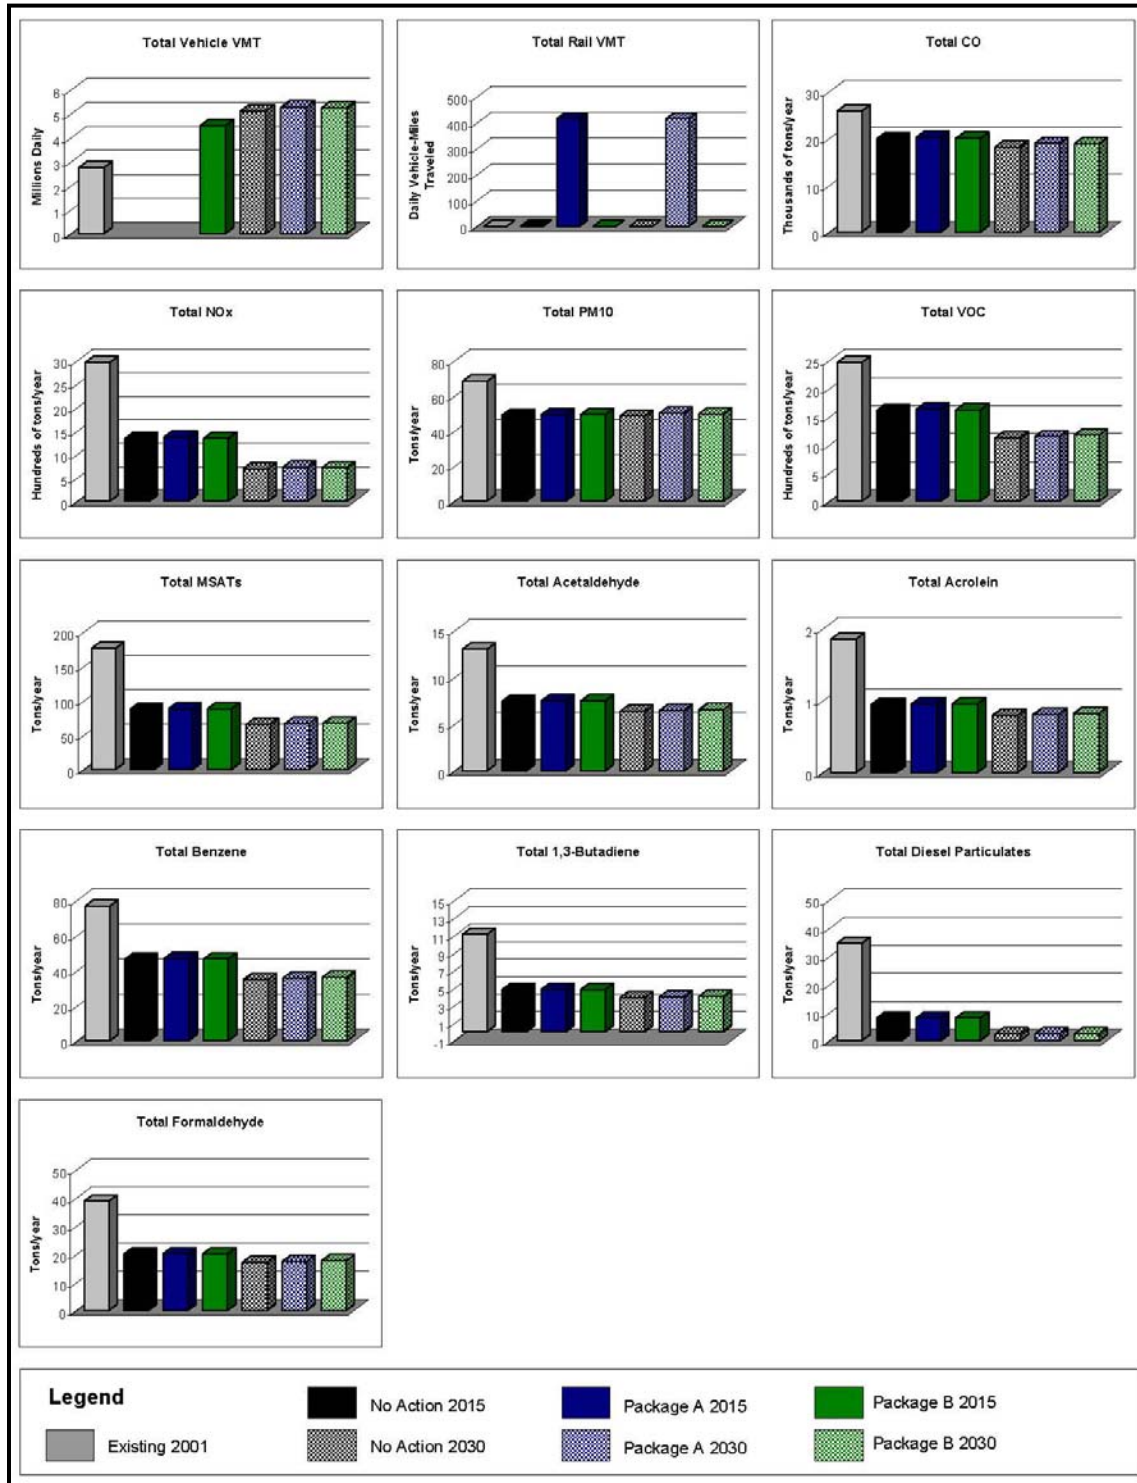 Total Vehicle VMT
Millions Daily
6
5
4
3
2
1
0
Total Rail VMT
Daily Vehicle-Miles
Traveled
500
400
300
200
100
0
Total CO
Thousands of tons/year
30
20
10
0
Total NOx
Hundreds of tons/year
30
25
20
15
10
5
0
Total PM10
Tons/year
80
60
40
20
0
Total VOC
Hundreds of tons/year
25
20
15
10
5
0
Total MSATs
Tons/year
200
150
100
50
0
Total Acetaldehyde
Tons/year
15
10
5
0
Total Acrolein
Tons/year
2
1
0
Total Benzene
Tons/year
80
60
40
20
0
Total 1,3-Butadiene
Tons/year
15
13
11
9
7
5
3
1
-1
Total Diesel Particulates
Tons/year
50
40
30
20
10
0
Total Formaldehyde
Tons/year
50
40
30
20
10
0
Legend
No Action 2015
Package A 2015
Package B 2015
Existing 2001
No Action 2030
Package A 2030
Package B 2030